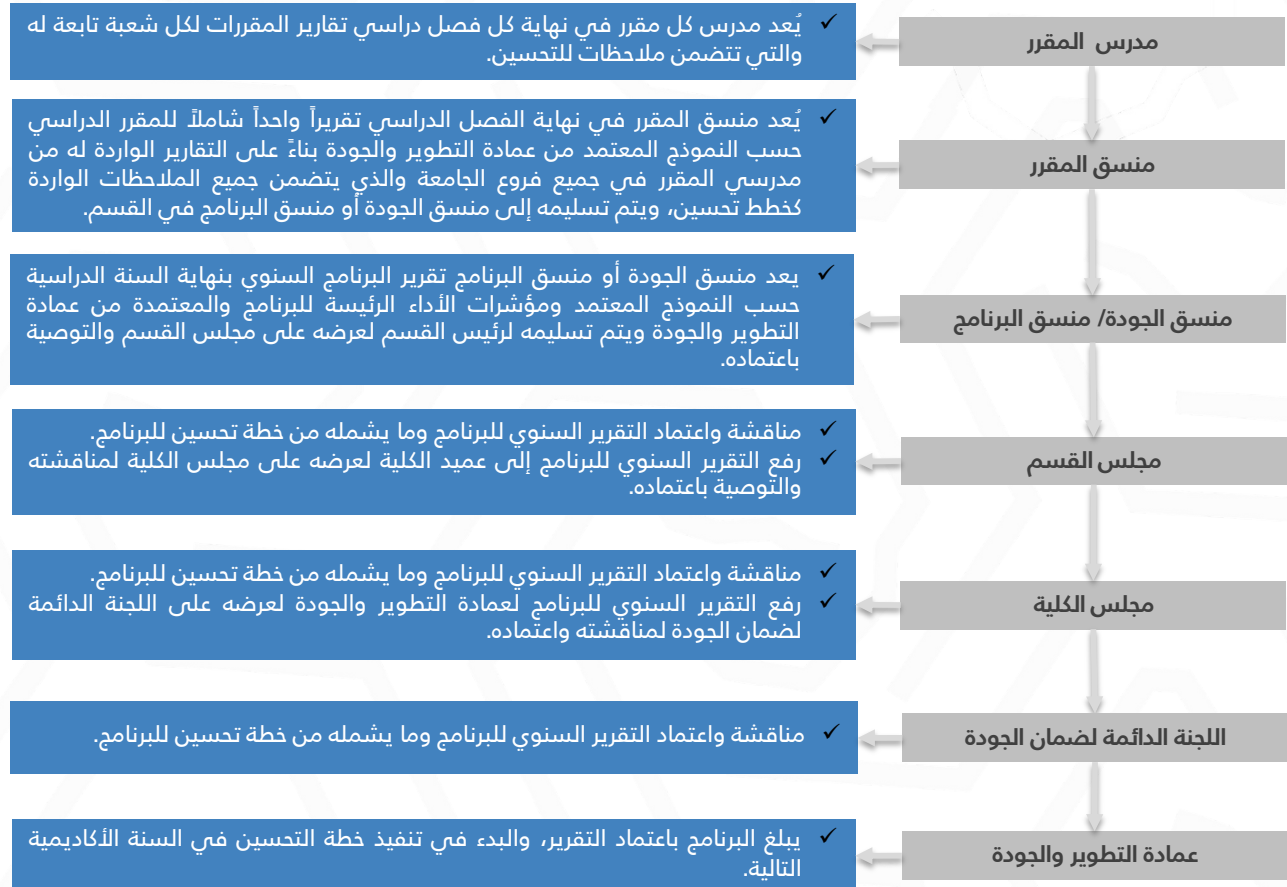 مدرس المقرر
✓ يُعد مدرس كل مقرر في نهاية كل فصل دراسي تقارير المقررات لكل شعبة تابعة له
والتي تتضمن ملاحظات للتحسين.
منسق المقرر
✓ يُعد منسق المقرر في نهاية الفصل الدراسي تقريراً واحداً شاملاً للمقرر الدراسي
حسب النموذج المعتمد من عمادة التطوير والجودة بناءً على التقارير الواردة له من
مدرسي المقرر في جميع فروع الجامعة والذي يتضمن جميع الملاحظات الواردة
كخطط تحسين، ويتم تسليمه إلى منسق الجودة أو منسق البرنامج في القسم.
منسق الجودة/ منسق البرنامج
✓ يعد منسق الجودة أو منسق البرنامج تقرير البرنامج السنوي بنهاية السنة الدراسية
حسب النموذج المعتمد ومؤشرات الأداء الرئيسة للبرنامج والمعتمدة من عمادة
التطوير والجودة ويتم تسليمه لرئيس القسم لعرضه على مجلس القسم والتوصية
باعتماده.
مجلس القسم
✓ مناقشة واعتماد التقرير السنوي للبرنامج وما يشمله من خطة تحسين للبرنامج.
✓ رفع التقرير السنوي للبرنامج إلى عميد الكلية لعرضه على مجلس الكلية لمناقشته
والتوصية باعتماده.
مجلس الكلية
✓ مناقشة واعتماد التقرير السنوي للبرنامج وما يشمله من خطة تحسين للبرنامج.
✓ رفع التقرير السنوي للبرنامج لعمادة التطوير والجودة لعرضه على اللجنة الدائمة
لضمان الجودة لمناقشته واعتماده.
اللجنة الدائمة لضمان الجودة
✓ مناقشة واعتماد التقرير السنوي للبرنامج وما يشمله من خطة تحسين للبرنامج.
عمادة التطوير والجودة
✓ يبلغ البرنامج باعتماد التقرير، والبدء في تنفيذ خطة التحسين في السنة الأكاديمية
التالية.